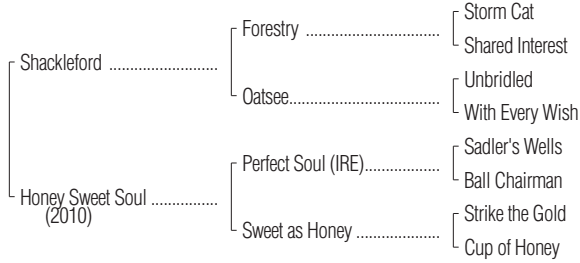 Storm Cat
Forestry ..............................
Shared Interest
Shackleford ........................
Unbridled
Oatsee..................................
With Every Wish
Sadler's Wells
Perfect Soul (IRE).................
Ball Chairman
Honey Sweet Soul ...............
(2010)
Strike the Gold
Sweet as Honey ...................
Cup of Honey